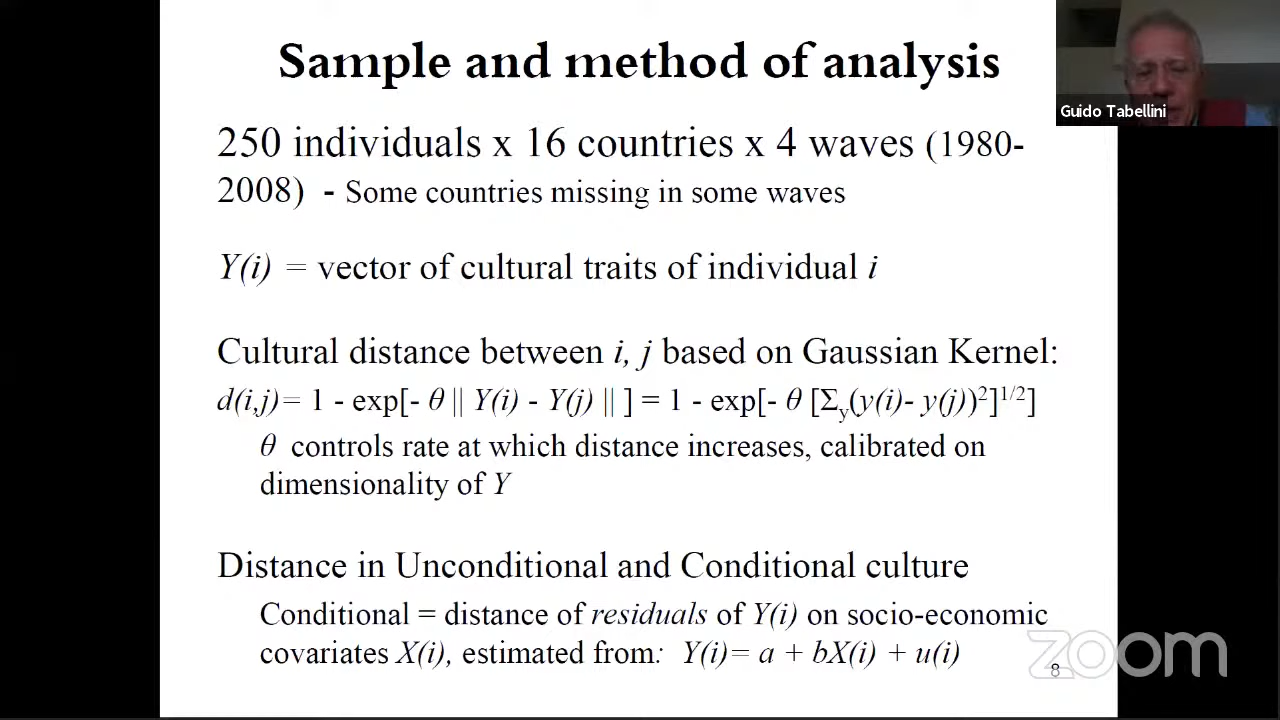 Sample and method of analysis
Guido Tabellini
250 individuals x 16 countries x 4 waves (1980-
2008) - Some countries missing in some waves
Y(i) = vector of cultural traits of individual i
Cultural distance between i, j based on Gaussian Kernel:
d(i,j)= 1 - exp[- θ || Y(i) - Y(j) || ] = 1 - exp[- θ [Σy(y(i)- y(j))²]¹/²]
θ controls rate at which distance increases, calibrated on
dimensionality of Y
Distance in Unconditional and Conditional culture
Conditional = distance of residuals of Y(i) on socio-economic
covariates X(i), estimated from: Y(i)= a + bX(i) + u(i)
zoom
8